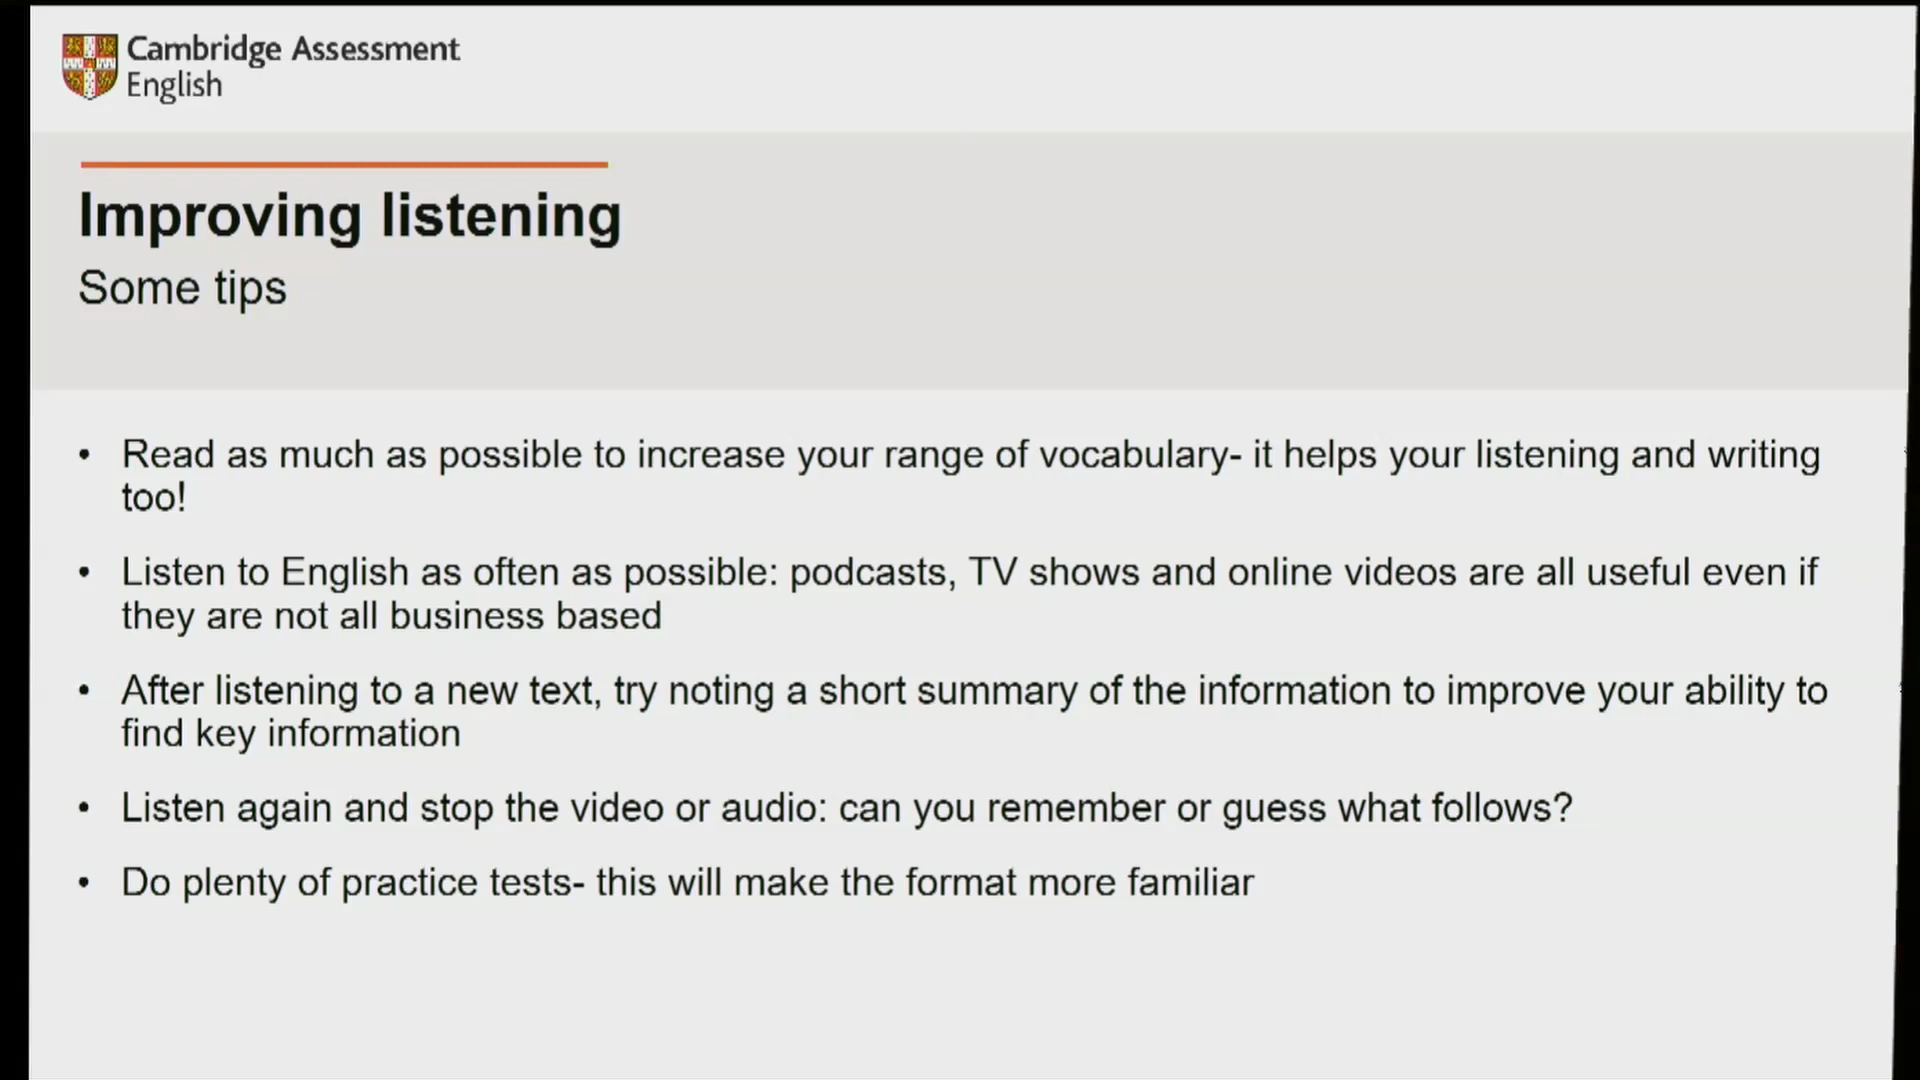 Cambridge Assessment
English
Improving listening
Some tips
• Read as much as possible to increase your range of vocabulary- it helps your listening and writing
too!
• Listen to English as often as possible: podcasts, TV shows and online videos are all useful even if
they are not all business based
• After listening to a new text, try noting a short summary of the information to improve your ability to
find key information
• Listen again and stop the video or audio: can you remember or guess what follows?
• Do plenty of practice tests- this will make the format more familiar